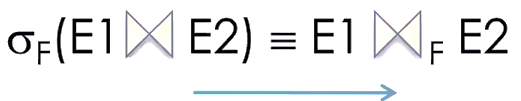 σF(E1⋈ E2) ≡ E1 ⋈F E2